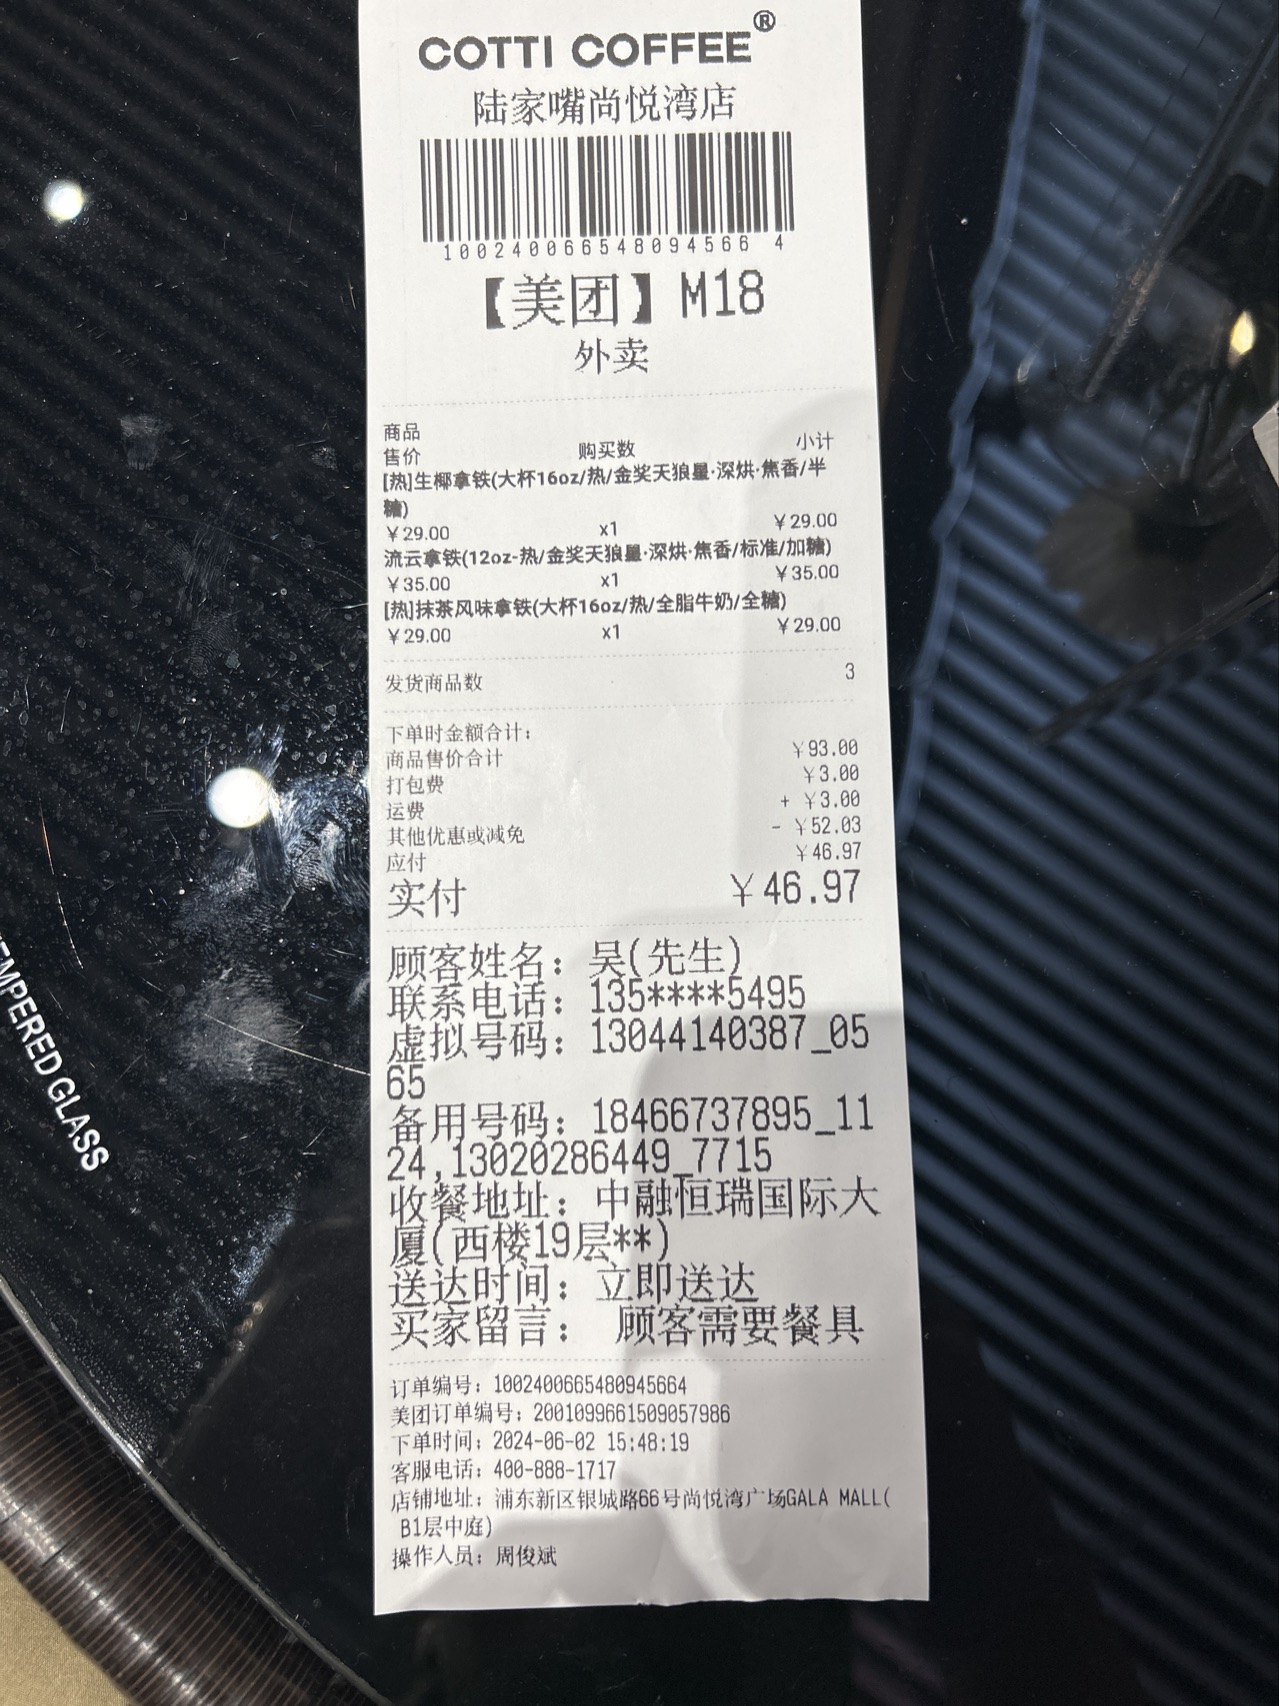 COTTI COFFEE®
陆家嘴尚悦湾店
1002400665480945664
【美团】M18
外卖
商品
售价 购买数 小计
[热]生椰拿铁(大杯16oz/热/金奖天狼星·深烘·焦香/半
糖)
￥29.00 x1 ￥29.00
流云拿铁(12oz-热/金奖天狼星·深烘·焦香/标准/加糖)
￥35.00 x1 ￥35.00
[热]抹茶风味拿铁(大杯16oz/热/全脂牛奶/全糖)
￥29.00 x1 ￥29.00
发货商品数 3
下单时金额合计:
商品售价合计 ￥93.00
打包费 ￥3.00
运费 + ￥3.00
其他优惠或减免 - ￥52.03
应付 ￥46.97
实付 ￥46.97
顾客姓名: 吴(先生)
联系电话: 135****5495
虚拟号码: 13044140387_05
65
备用号码: 18466737895_11
24,13020286449_7715
收餐地址: 中融恒瑞国际大
厦(西楼19层**)
送达时间: 立即送达
买家留言: 顾客需要餐具
订单编号: 1002400665480945664
美团订单编号: 2001099661509057986
下单时间: 2024-06-02 15:48:19
客服电话: 400-888-1717
店铺地址: 浦东新区银城路66号尚悦湾广场GALA MALL(
B1层中庭)
操作人员: 周俊斌
TEMPERED GLASS